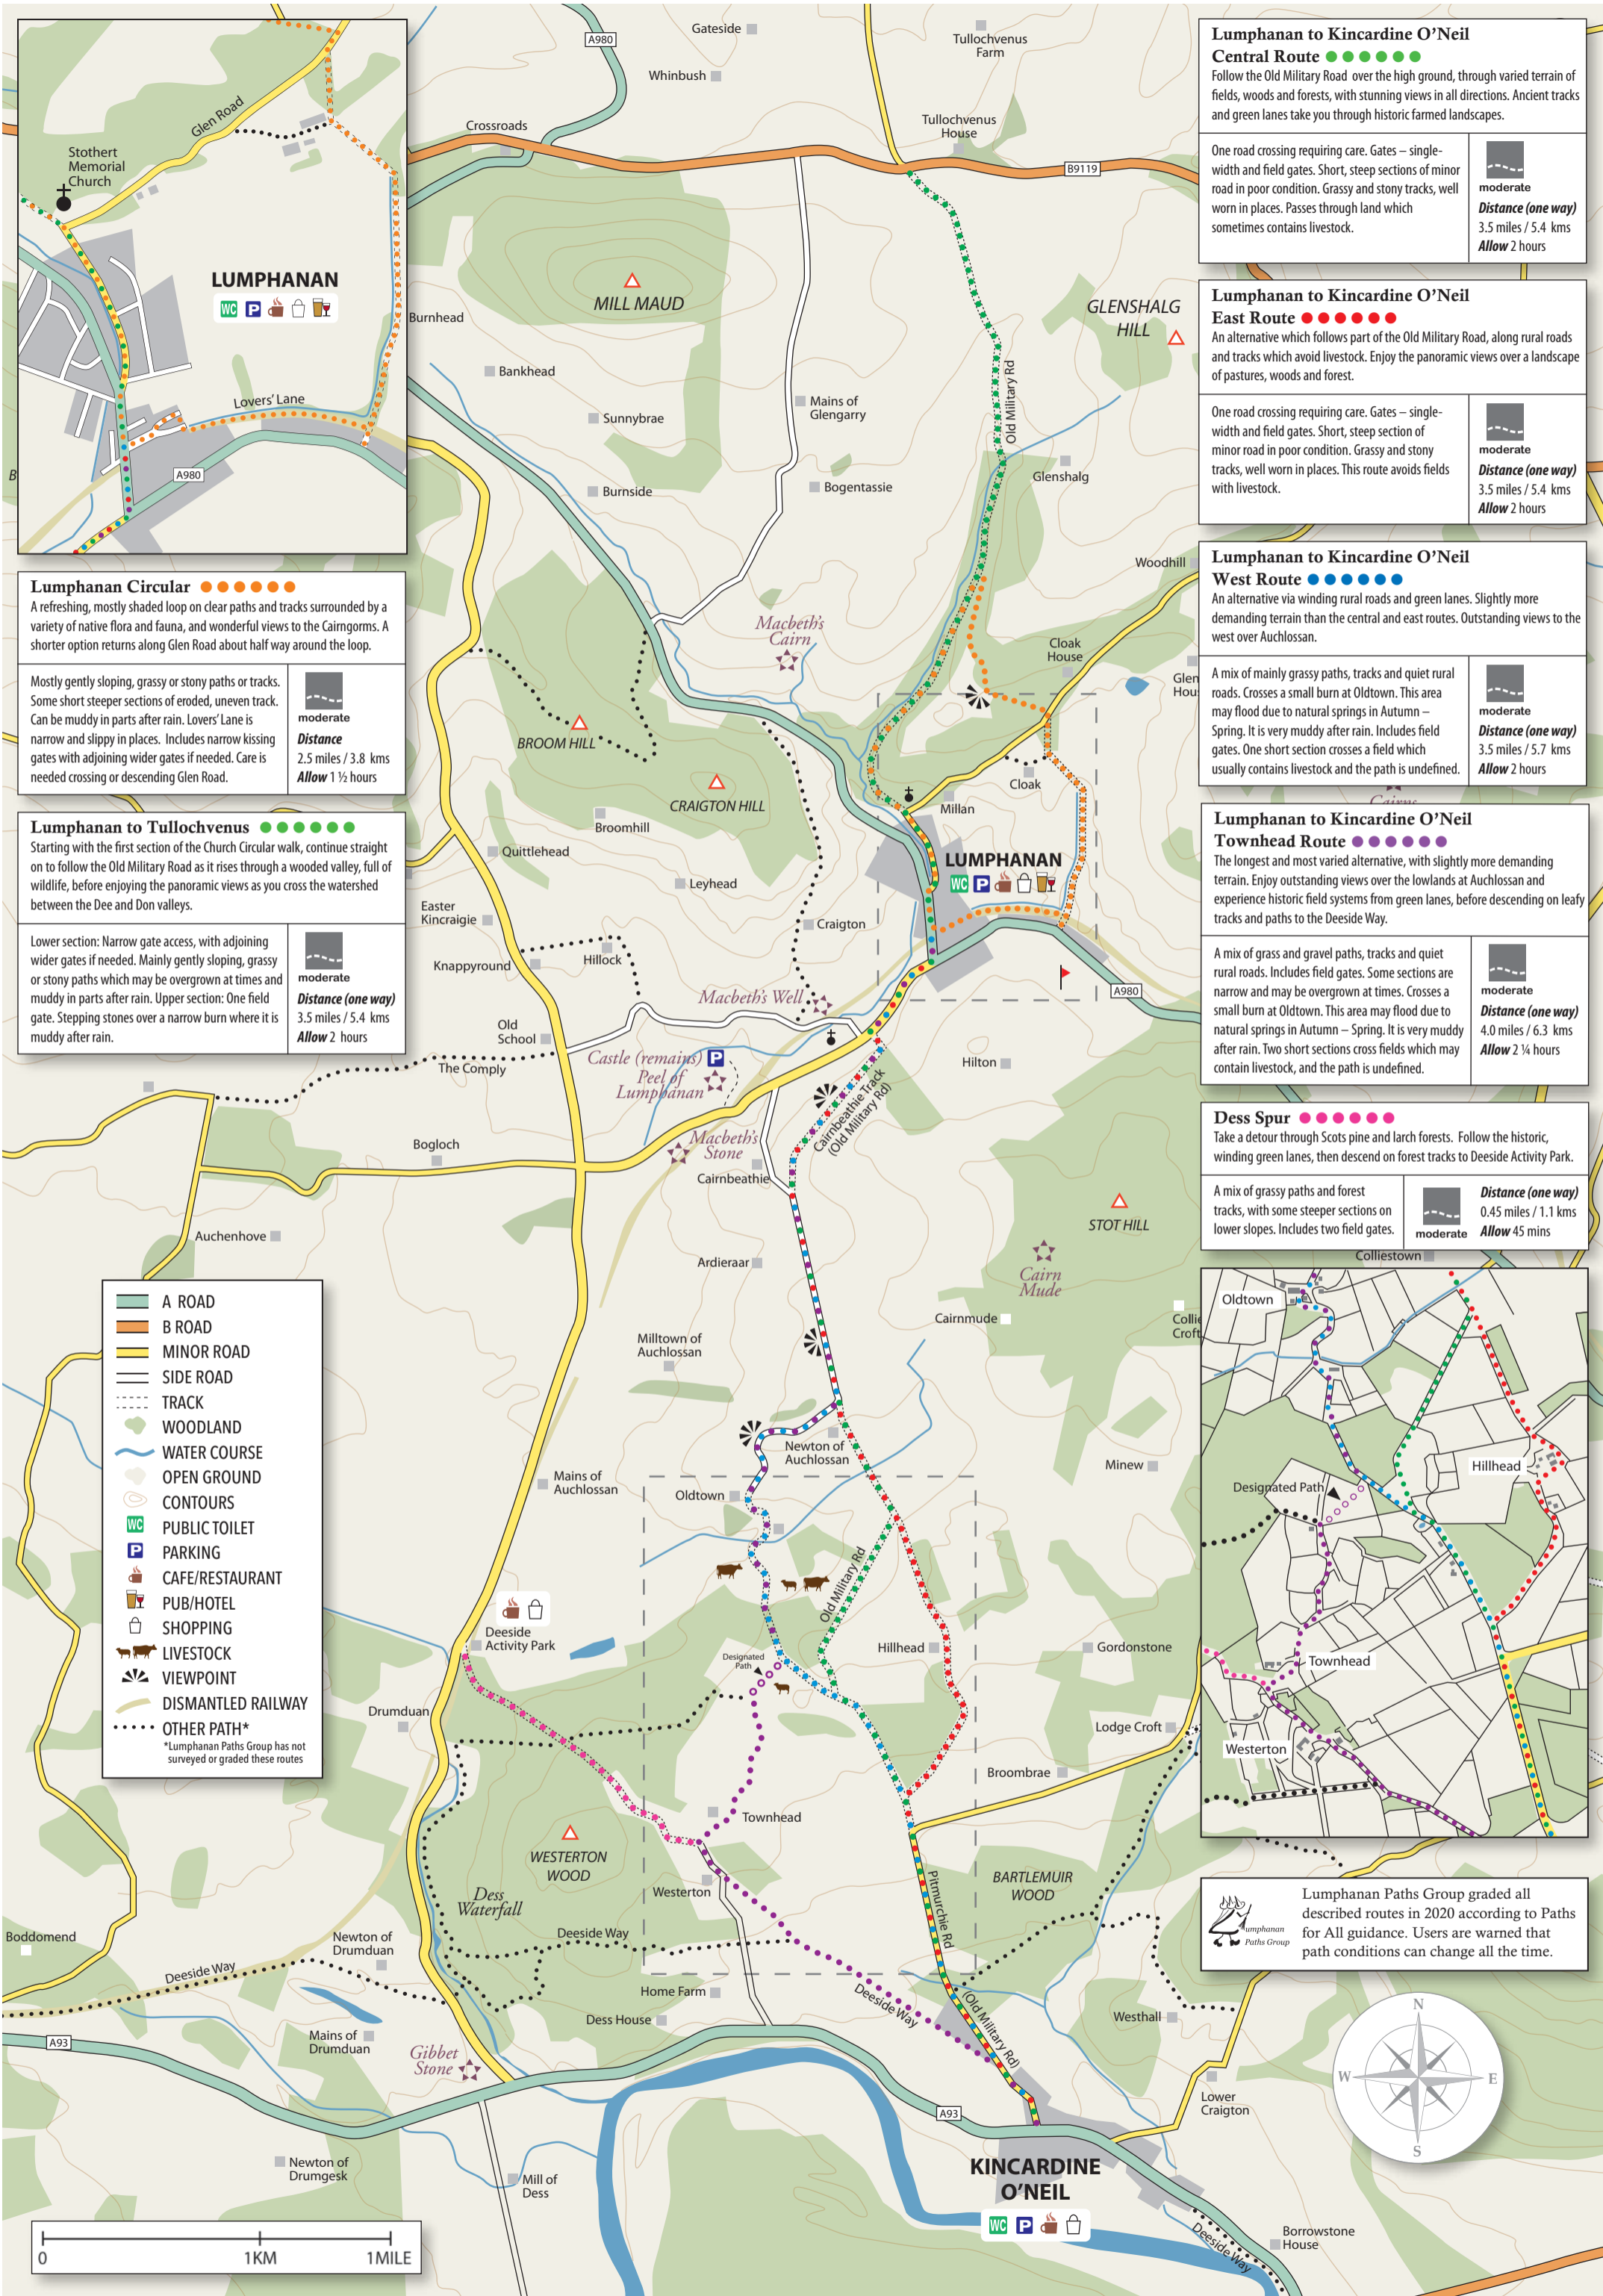 Glen Road
Stothert
Memorial
Church
LUMPHANAN
WC P
Lovers' Lane
A980
Lumphanan Circular
A refreshing, mostly shaded loop on clear paths and tracks surrounded by a
variety of native flora and fauna, and wonderful views to the Cairngorms. A
shorter option returns along Glen Road about half way around the loop.
Mostly gently sloping, grassy or stony paths or tracks.
Some short steeper sections of eroded, uneven track.
Can be muddy in parts after rain. Lovers' Lane is
narrow and slippy in places. Includes narrow kissing
gates with adjoining wider gates if needed. Care is
needed crossing or descending Glen Road.
moderate
Distance
2.5 miles / 3.8 kms
Allow 1 ½ hours
Lumphanan to Tullochvenus
Starting with the first section of the Church Circular walk, continue straight
on to follow the Old Military Road as it rises through a wooded valley, full of
wildlife, before enjoying the panoramic views as you cross the watershed
between the Dee and Don valleys.
Lower section: Narrow gate access, with adjoining
wider gates if needed. Mainly gently sloping, grassy
or stony paths which may be overgrown at times and
muddy in parts after rain. Upper section: One field
gate. Stepping stones over a narrow burn where it is
muddy after rain.
moderate
Distance (one way)
3.5 miles / 5.4 kms
Allow 2 hours
Lumphanan to Kincardine O'Neil
Central Route
Follow the Old Military Road over the high ground, through varied terrain of
fields, woods and forests, with stunning views in all directions. Ancient tracks
and green lanes take you through historic farmed landscapes.
One road crossing requiring care. Gates – single-
width and field gates. Short, steep sections of minor
road in poor condition. Grassy and stony tracks, well
worn in places. Passes through land which
sometimes contains livestock.
moderate
Distance (one way)
3.5 miles / 5.4 kms
Allow 2 hours
Lumphanan to Kincardine O'Neil
East Route
An alternative which follows part of the Old Military Road, along rural roads
and tracks which avoid livestock. Enjoy the panoramic views over a landscape
of pastures, woods and forest.
One road crossing requiring care. Gates – single-
width and field gates. Short, steep section of
minor road in poor condition. Grassy and stony
tracks, well worn in places. This route avoids fields
with livestock.
moderate
Distance (one way)
3.5 miles / 5.4 kms
Allow 2 hours
Lumphanan to Kincardine O'Neil
West Route
An alternative via winding rural roads and green lanes. Slightly more
demanding terrain than the central and east routes. Outstanding views to the
west over Auchlossan.
A mix of mainly grassy paths, tracks and quiet rural
roads. Crosses a small burn at Oldtown. This area
may flood due to natural springs in Autumn –
Spring. It is very muddy after rain. Includes field
gates. One short section crosses a field which
usually contains livestock and the path is undefined.
moderate
Distance (one way)
3.5 miles / 5.7 kms
Allow 2 hours
Cairns
Lumphanan to Kincardine O'Neil
Townhead Route
The longest and most varied alternative, with slightly more demanding
terrain. Enjoy outstanding views over the lowlands at Auchlossan and
experience historic field systems from green lanes, before descending on leafy
tracks and paths to the Deeside Way.
A mix of grass and gravel paths, tracks and quiet
rural roads. Includes field gates. Some sections are
narrow and may be overgrown at times. Crosses a
small burn at Oldtown. This area may flood due to
natural springs in Autumn – Spring. It is very muddy
after rain. Two short sections cross fields which may
contain livestock, and the path is undefined.
moderate
Distance (one way)
4.0 miles / 6.3 kms
Allow 2 ¼ hours
Dess Spur
Take a detour through Scots pine and larch forests. Follow the historic,
winding green lanes, then descend on forest tracks to Deeside Activity Park.
A mix of grassy paths and forest
tracks, with some steeper sections on
lower slopes. Includes two field gates.
moderate
Distance (one way)
0.45 miles / 1.1 kms
Allow 45 mins
Colliestown
Oldtown
Designated Path
Hillhead
Townhead
Westerton
Lumphanan
Paths Group
Lumphanan Paths Group graded all
described routes in 2020 according to Paths
for All guidance. Users are warned that
path conditions can change all the time.
N
W
E
S
A ROAD
B ROAD
MINOR ROAD
SIDE ROAD
TRACK
WOODLAND
WATER COURSE
OPEN GROUND
CONTOURS
WC PUBLIC TOILET
P PARKING
CAFE/RESTAURANT
PUB/HOTEL
SHOPPING
LIVESTOCK
VIEWPOINT
DISMANTLED RAILWAY
OTHER PATH*
*Lumphanan Paths Group has not
surveyed or graded these routes
Gateside
A980
Tullochvenus
Farm
Whinbush
Crossroads
Tullochvenus
House
B9119
MILL MAUD
GLENSHALG
HILL
Burnhead
Bankhead
Old Military Rd
Mains of
Glengarry
Sunnybrae
Glenshalg
Burnside
Bogentassie
Woodhill
Macbeth's
Cairn
Cloak
House
Glen
Hous
BROOM HILL
CRAIGTON HILL
Cloak
Millan
Broomhill
Quittlehead
LUMPHANAN
WC P
Leyhead
Easter
Kincraigie
Craigton
Knappyround
Hillock
A980
Macbeth's Well
Old
School
The Comply
Castle (remains)
Peel of
Lumphanan
P
Hilton
Cairnbeathie Track
(Old Military Rd)
Bogloch
Macbeth's
Stone
Cairnbeathie
STOT HILL
Auchenhove
Ardieraar
Cairn
Mude
Cairnmude
Collie
Croft
Milltown of
Auchlossan
Newton of
Auchlossan
Minew
Mains of
Auchlossan
Oldtown
Old Military Rd
Deeside
Activity Park
Hillhead
Gordonstone
Designated
Path
Drumduan
Lodge Croft
Broombrae
Townhead
WESTERTON
WOOD
BARTLEMUIR
WOOD
Westerton
Dess
Waterfall
Pitmurchie Rd
Boddomend
Newton of
Drumduan
Deeside Way
Deeside Way
Home Farm
Deeside Way
(Old Military Rd)
Dess House
Westhall
A93
Mains of
Drumduan
Gibbet
Stone
Lower
Craigton
A93
KINCARDINE
O'NEIL
WC P
Newton of
Drumgesk
Mill of
Dess
Deeside Way
Borrowstone
House
0 1KM 1MILE